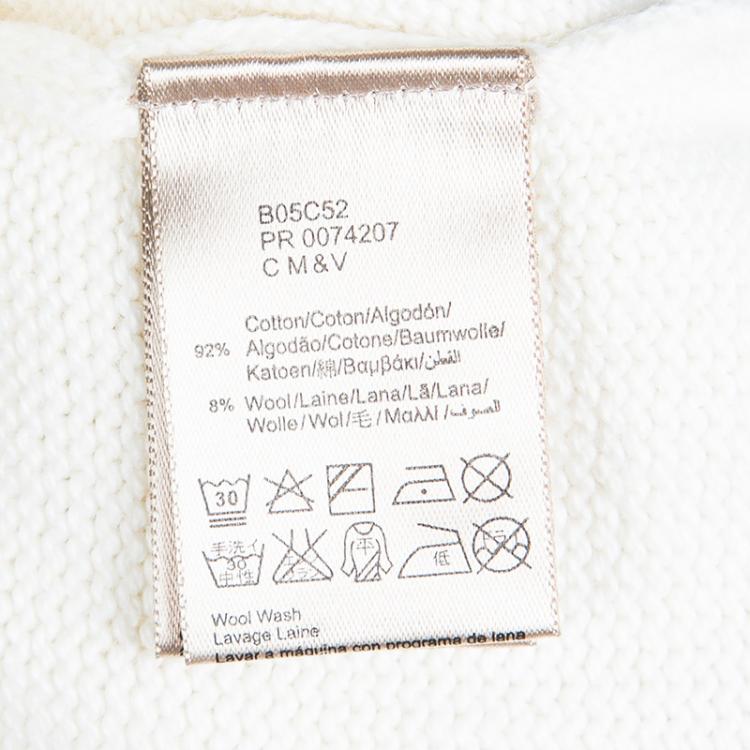 B05C52
PR 0074207
C M & V
Cotton/Coton/Algodón/
92% Algodão/Cotone/Baumwolle/
Katoen/綿/Βαμβάκι/القطن
8% Wool/Laine/Lana/Lã/Lana/
Wolle/Wol/毛/Μαλλί/الصوف
30
手洗イ
30
中性
平
低
Wool Wash
Lavage Laine
Lavar a máquina con programa de lana